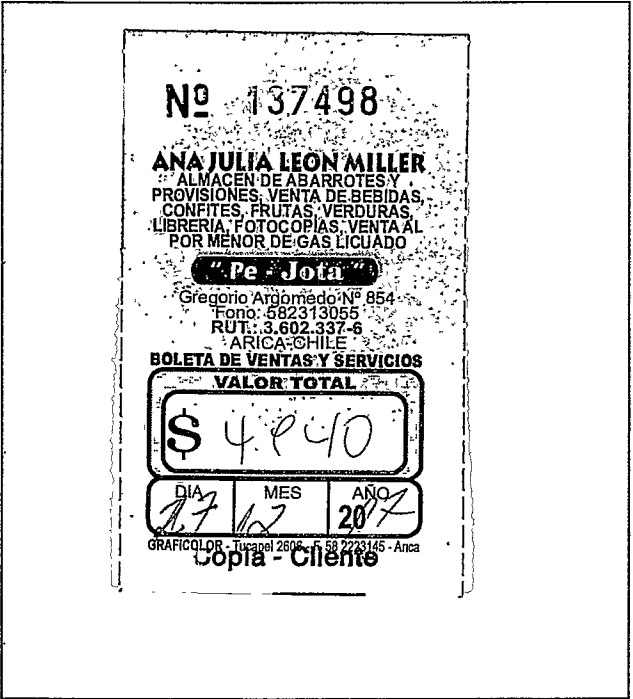 Nº 137498
ANA JULIA LEON MILLER
ALMACEN DE ABARROTES Y
PROVISIONES, VENTA DE BEBIDAS,
CONFITES, FRUTAS, VERDURAS,
LIBRERIA, FOTOCOPIAS, VENTA AL
POR MENOR DE GAS LICUADO
"Pe - Jota"
Gregorio Argomedo Nº 854
Fono: 582313055
RUT.: 3.602.337-6
ARICA-CHILE
BOLETA DE VENTAS Y SERVICIOS
VALOR TOTAL
$ 4.940
DIA MES AÑO
27 12 2017
GRAFICOLOR - Tucapel 2606 - F. 58 2223145 - Arica
Copia - Cliente